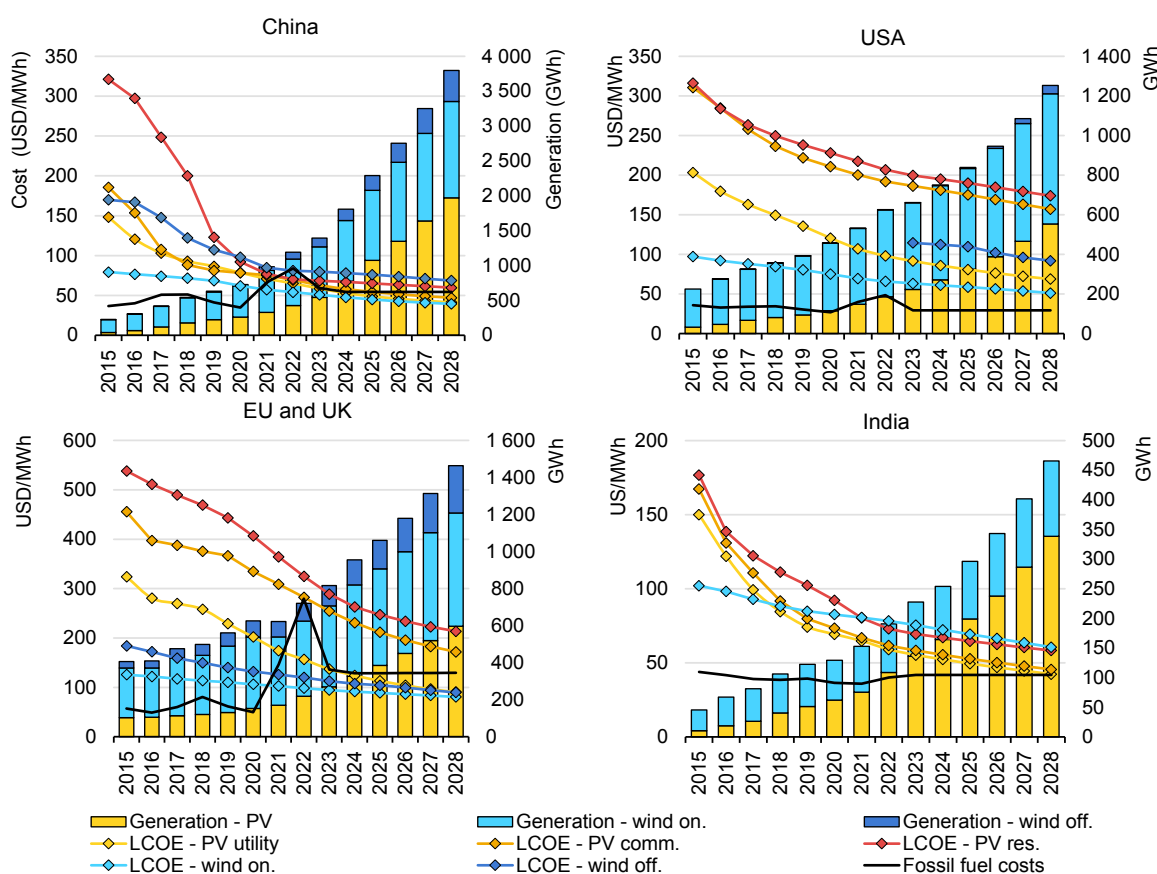 China
Cost (USD/MWh)
350
300
250
200
150
100
50
0
4 000
3 500
3 000
2 500
2 000
1 500
1 000
500
0
Generation (GWh)
2015 2016 2017 2018 2019 2020 2021 2022 2023 2024 2025 2026 2027 2028
USA
USD/MWh
350
300
250
200
150
100
50
0
1 400
1 200
1 000
800
600
400
200
0
GWh
2015 2016 2017 2018 2019 2020 2021 2022 2023 2024 2025 2026 2027 2028
EU and UK
USD/MWh
600
500
400
300
200
100
0
1 600
1 400
1 200
1 000
800
600
400
200
0
GWh
2015 2016 2017 2018 2019 2020 2021 2022 2023 2024 2025 2026 2027 2028
India
US/MWh
200
150
100
50
0
500
450
400
350
300
250
200
150
100
50
0
GWh
2015 2016 2017 2018 2019 2020 2021 2022 2023 2024 2025 2026 2027 2028
Generation - PV
Generation - wind on.
Generation - wind off.
LCOE - PV utility
LCOE - PV comm.
LCOE - PV res.
LCOE - wind on.
LCOE - wind off.
Fossil fuel costs